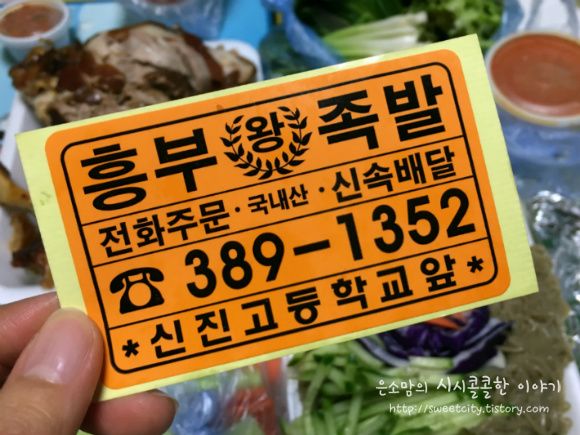 흥부 왕 족발
전화주문·국내산·신속배달
☎ 389-1352
*신진고등학교앞*
은소맘의 시시콜콜한 이야기
http://sweetcity.tistory.com